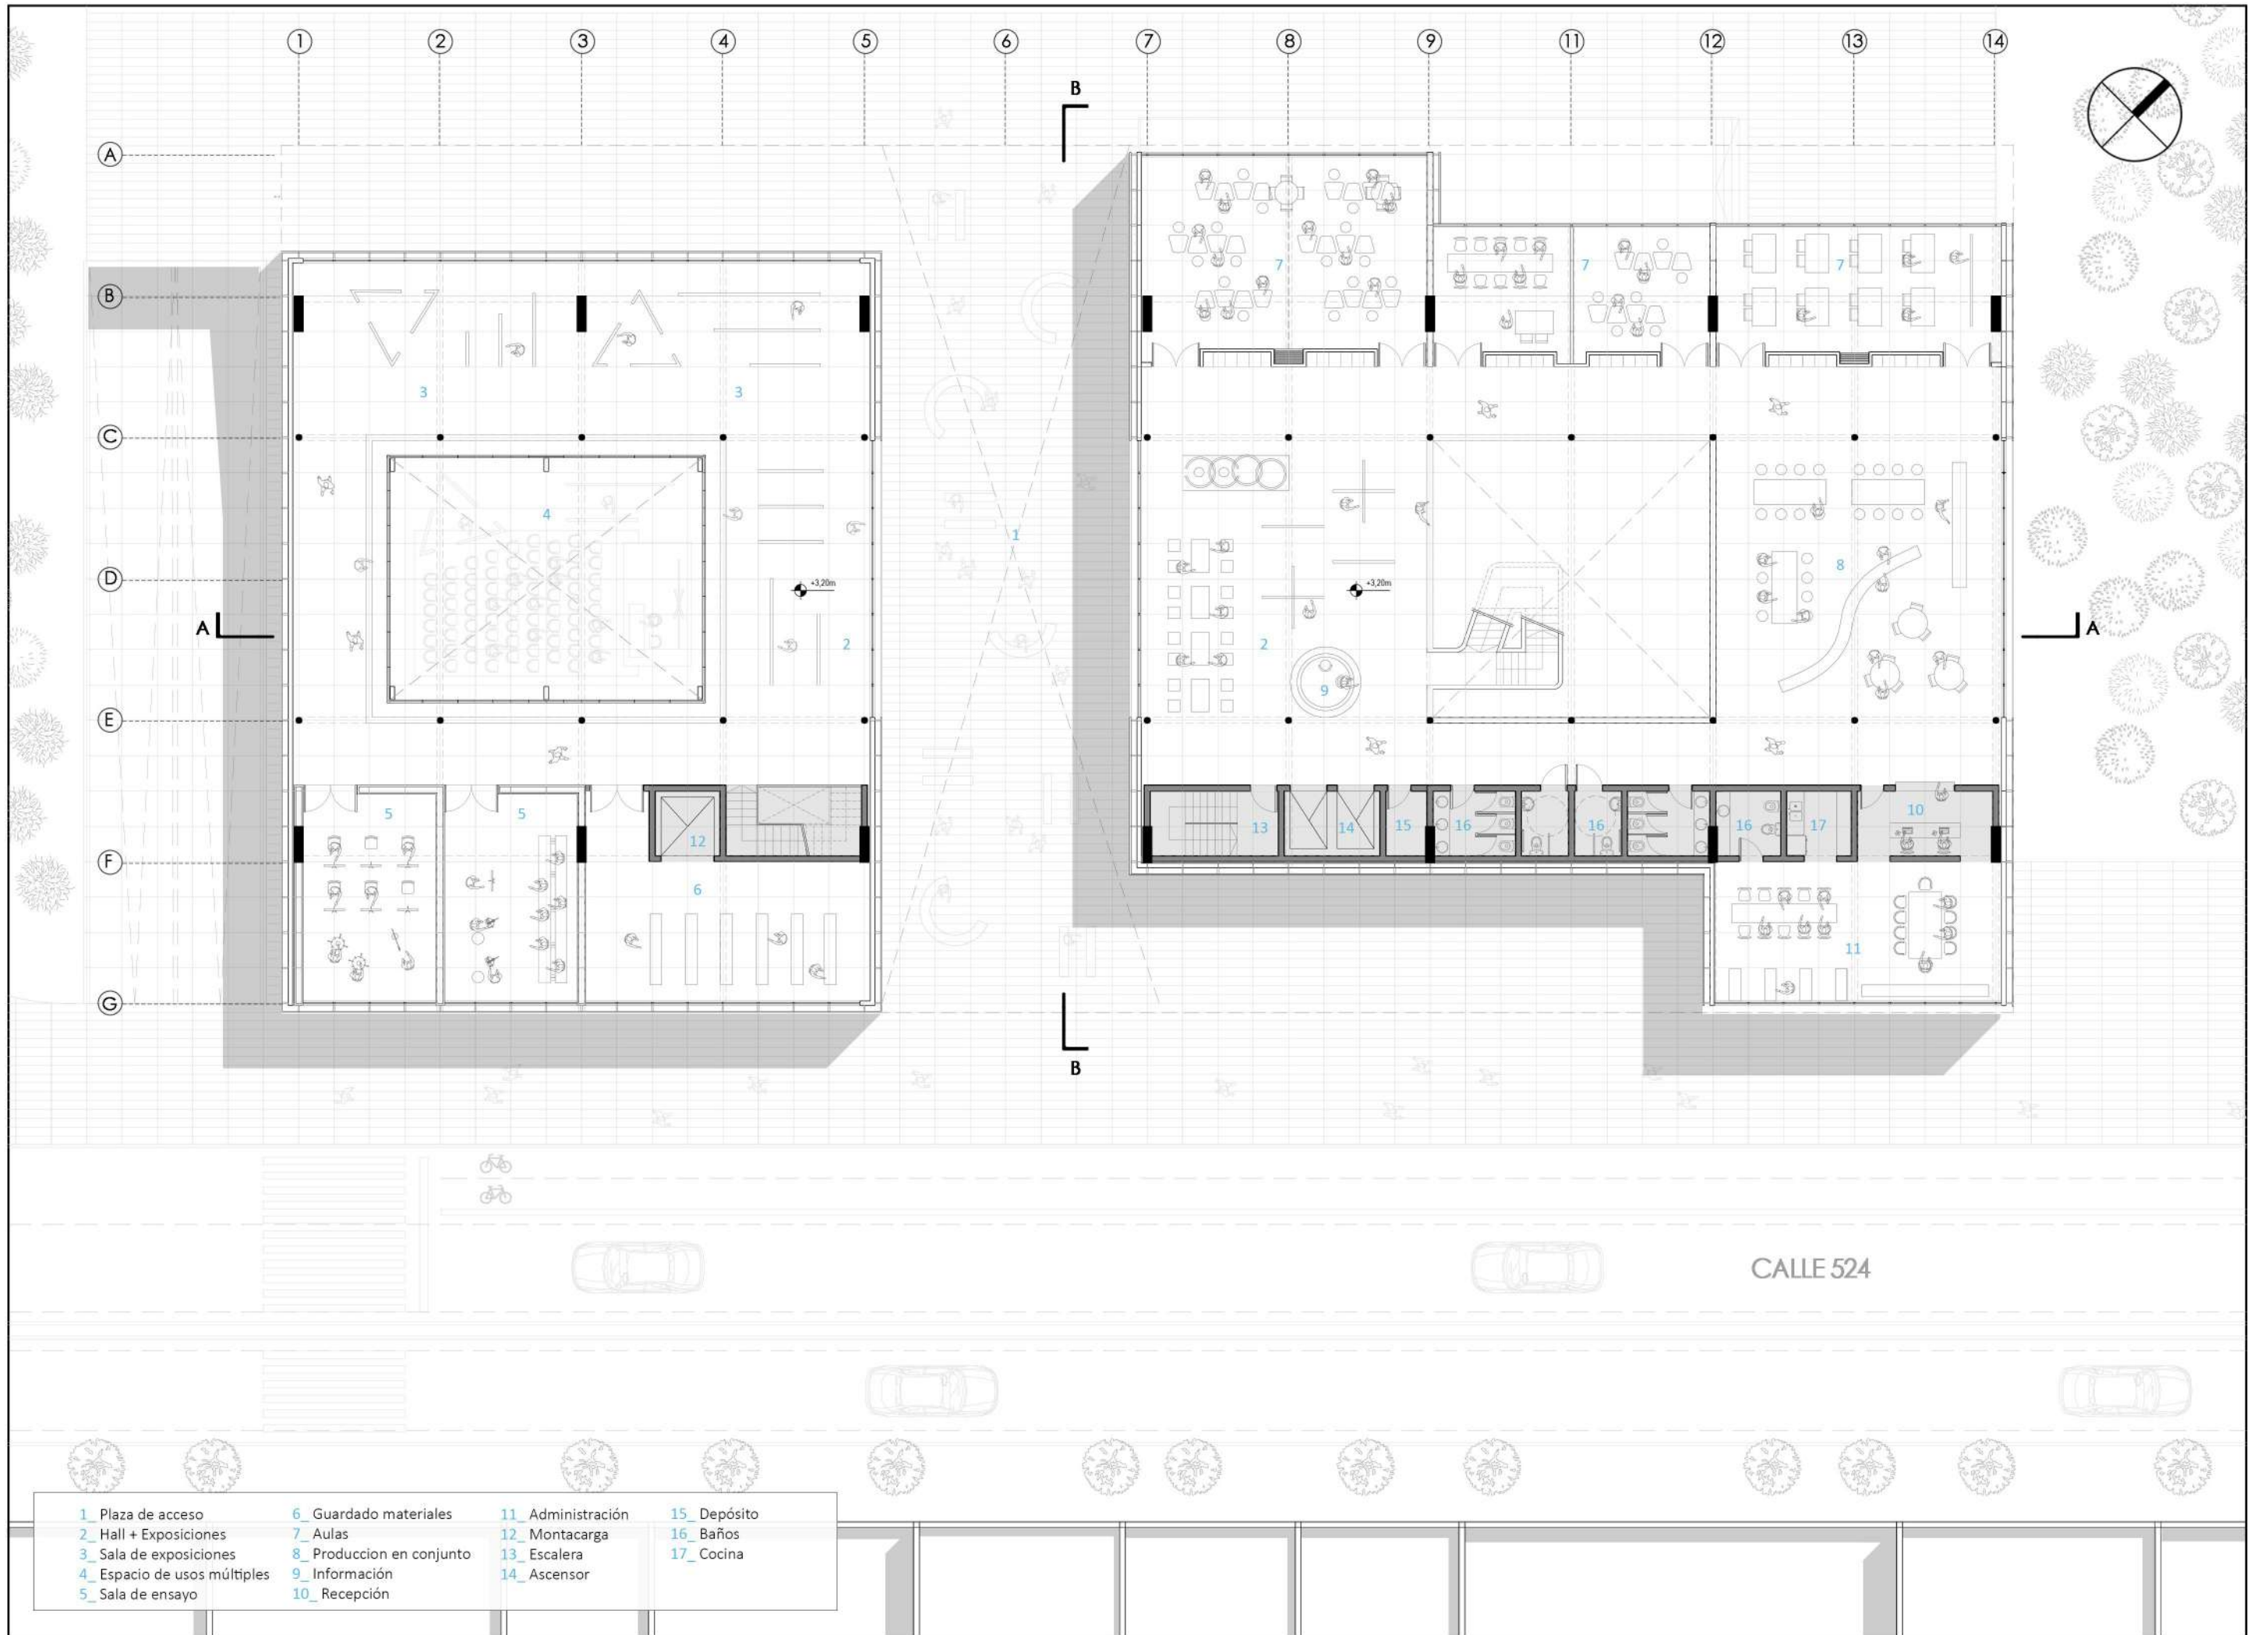 1 2 3 4 5 6 7 8 9 11 12 13 14
B
A
B
C
D
E
F
G
A
A
3 3
4
1
+3,20m
2
5 5
12
6
7 7 7
+3,20m
8
2
9
13 14 15 16 16 16 17 10
11
B
CALLE 524
1_ Plaza de acceso
2_ Hall + Exposiciones
3_ Sala de exposiciones
4_ Espacio de usos múltiples
5_ Sala de ensayo
6_ Guardado materiales
7_ Aulas
8_ Produccion en conjunto
9_ Información
10_ Recepción
11_ Administración
12_ Montacarga
13_ Escalera
14_ Ascensor
15_ Depósito
16_ Baños
17_ Cocina